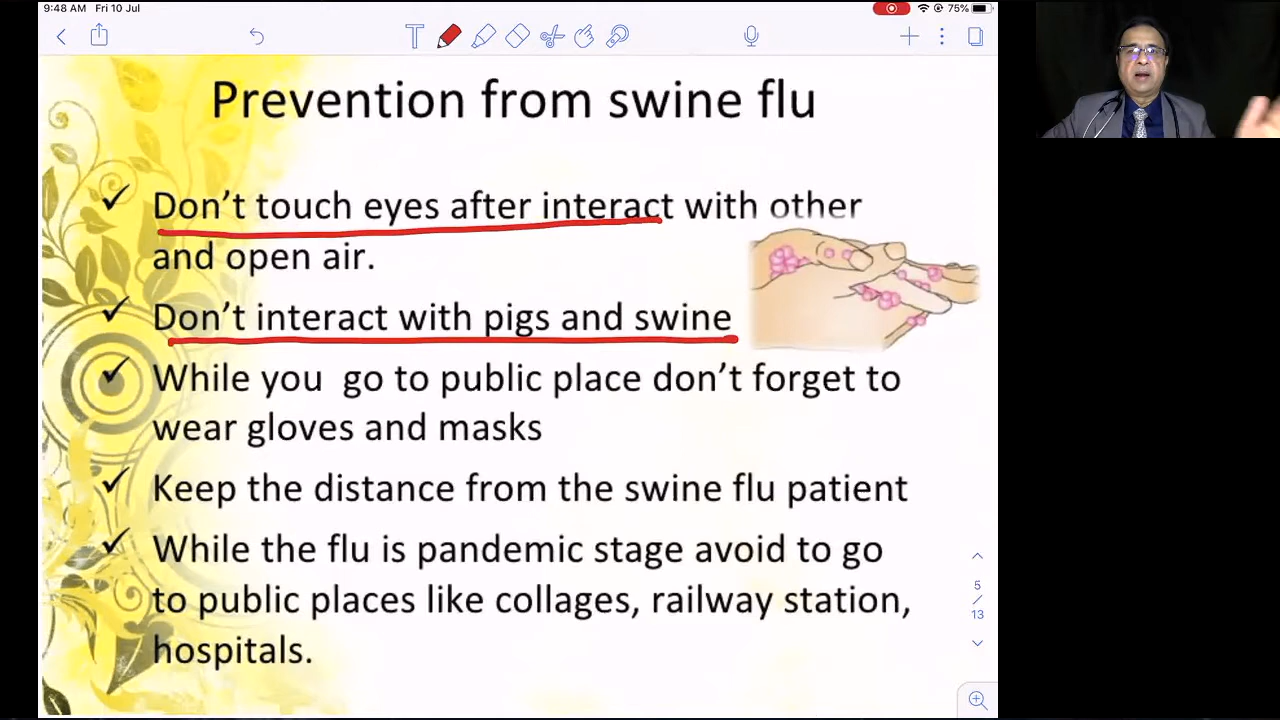 9:48 AM Fri 10 Jul
75%
T
Prevention from swine flu
✓ Don't touch eyes after interact with other
and open air.
✓ Don't interact with pigs and swine
✓ While you go to public place don't forget to
wear gloves and masks
✓ Keep the distance from the swine flu patient
✓ While the flu is pandemic stage avoid to go
to public places like collages, railway station,
hospitals.
5
/
13